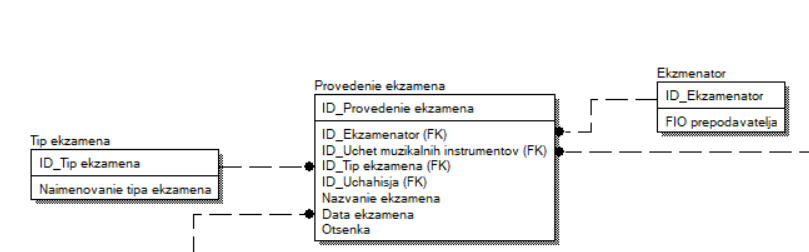 Ekzmenator
ID_Ekzamenator
FIO prepodavatelja
Provedenie ekzamena
ID_Provedenie ekzamena
ID_Ekzamenator (FK)
ID_Uchet muzikalnih instrumentov (FK)
ID_Tip ekzamena (FK)
ID_Uchahisja (FK)
Nazvanie ekzamena
Data ekzamena
Otsenka
Tip ekzamena
ID_Tip ekzamena
Naimenovanie tipa ekzamena